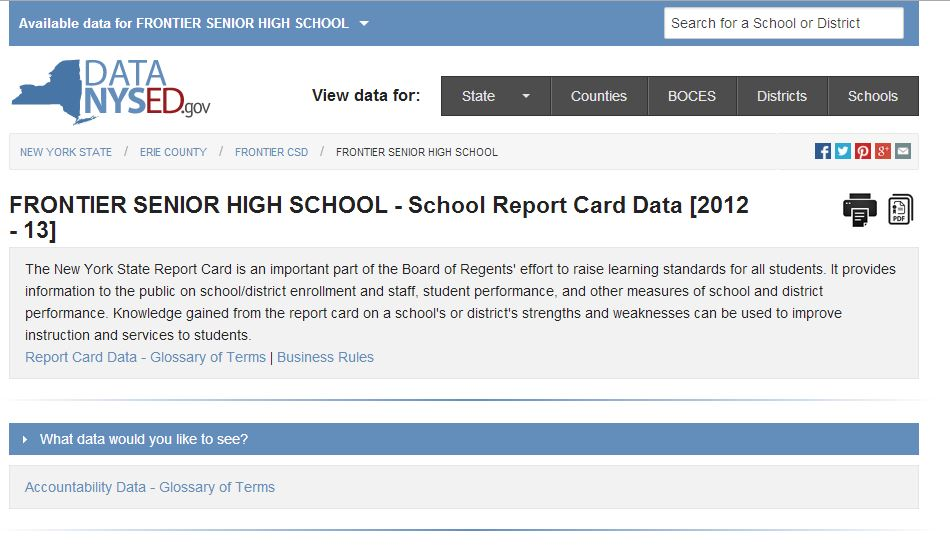 Available data for FRONTIER SENIOR HIGH SCHOOL
Search for a School or District
DATA
NYSED.gov
View data for:
State
Counties
BOCES
Districts
Schools
NEW YORK STATE / ERIE COUNTY / FRONTIER CSD / FRONTIER SENIOR HIGH SCHOOL
FRONTIER SENIOR HIGH SCHOOL - School Report Card Data [2012
- 13]
PDF
The New York State Report Card is an important part of the Board of Regents' effort to raise learning standards for all students. It provides
information to the public on school/district enrollment and staff, student performance, and other measures of school and district
performance. Knowledge gained from the report card on a school's or district's strengths and weaknesses can be used to improve
instruction and services to students.
Report Card Data - Glossary of Terms | Business Rules
What data would you like to see?
Accountability Data - Glossary of Terms